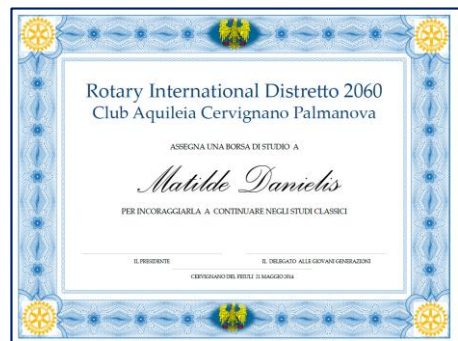 Rotary International Distretto 2060
Club Aquileia Cervignano Palmanova
ASSEGNA UNA BORSA DI STUDIO A
Matilde Danielis
PER INCORAGGIARLA A CONTINUARE NEGLI STUDI CLASSICI
IL PRESIDENTE IL DELEGATO ALLE GIOVANI GENERAZIONI
CERVIGNANO DEL FRIULI 21 MAGGIO 2014